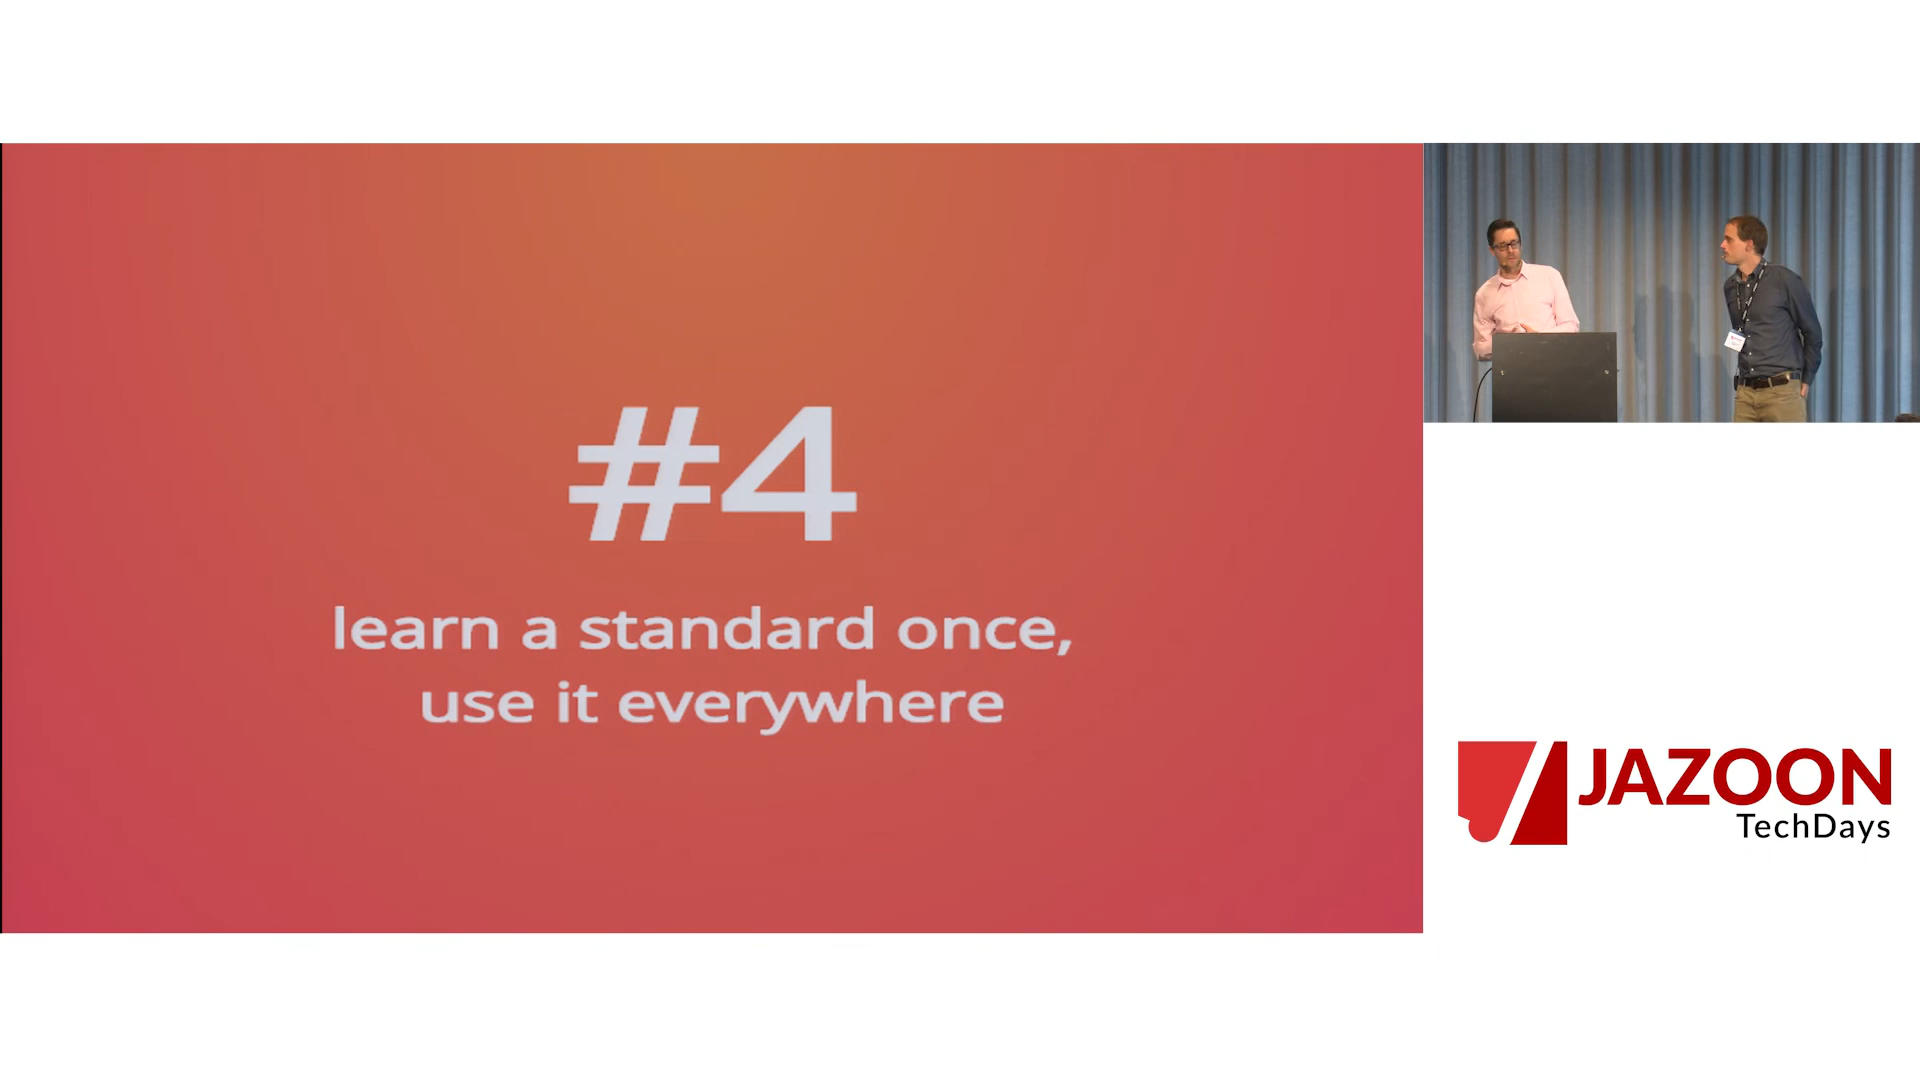 #4
learn a standard once,
use it everywhere
JAZOON
TechDays